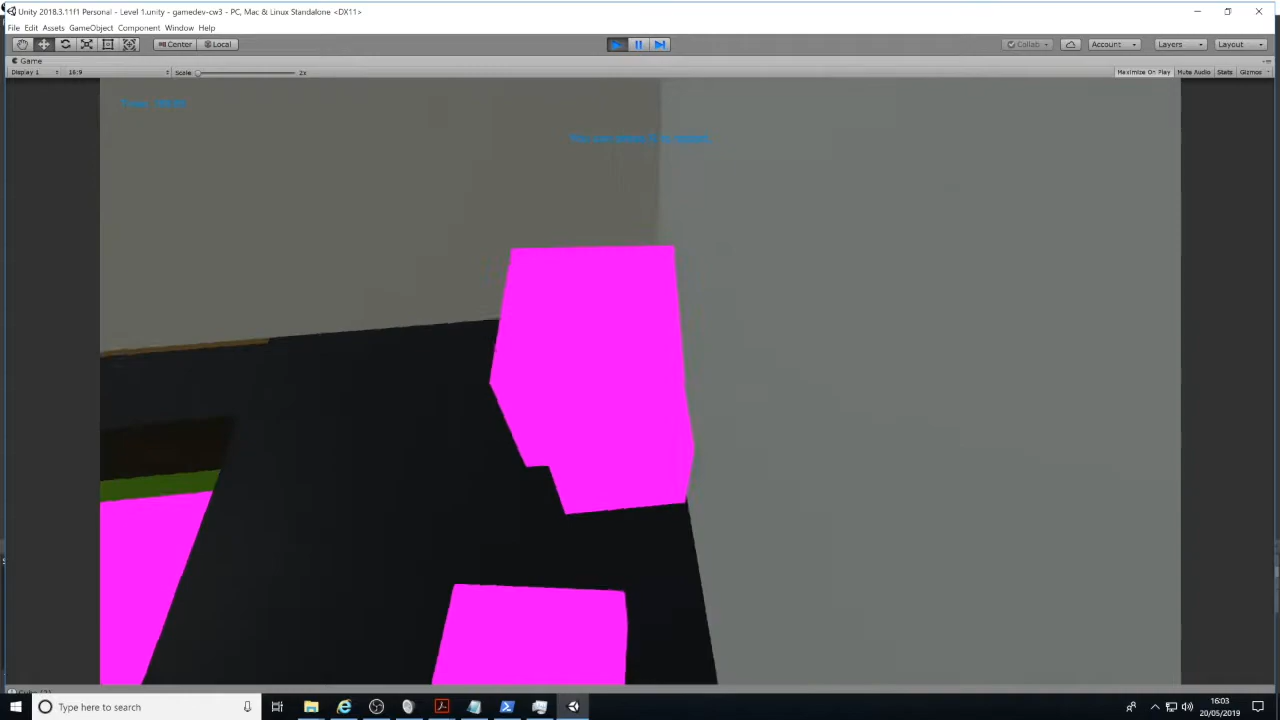 Unity 2018.3.11f1 Personal - Level 1.unity - gamedev-cw3 - PC, Mac & Linux Standalone <DX11>
File Edit Assets GameObject Component Window Help
Center Local Collab Account Layers Layout
Game
Display 1 16:9 Scale 2x Maximize On Play Mute Audio Stats Gizmos
Type here to search
16:03
20/05/2019